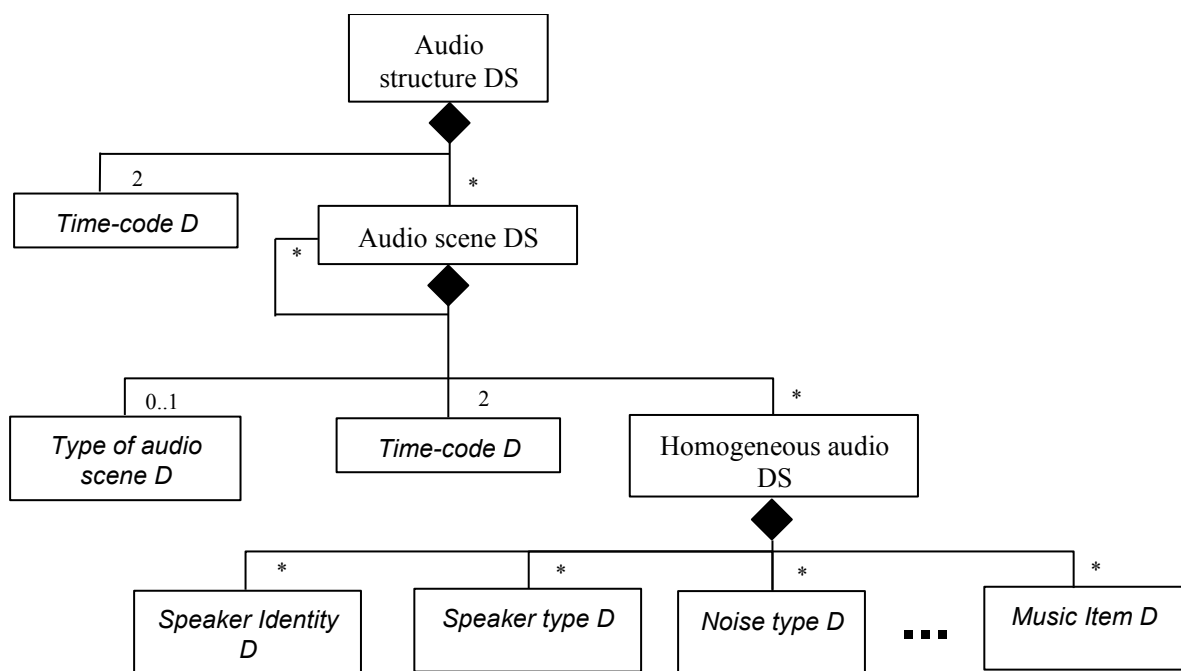 Audio
structure DS
2
*
Time-code D
Audio scene DS
*
0..1
2
*
Type of audio
scene D
Time-code D
Homogeneous audio
DS
*
*
*
*
Speaker Identity
D
Speaker type D
Noise type D
...
Music Item D